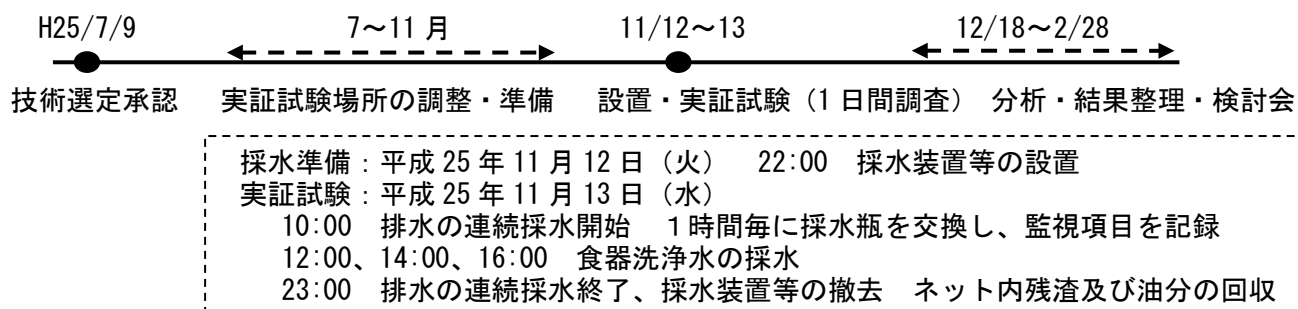 H25/7/9 7～11 月 11/12～13 12/18～2/28
技術選定承認 実証試験場所の調整・準備 設置・実証試験（1 日間調査） 分析・結果整理・検討会
採水準備：平成 25 年 11 月 12 日（火） 22:00 採水装置等の設置
実証試験：平成 25 年 11 月 13 日（水）
10:00 排水の連続採水開始 １時間毎に採水瓶を交換し、監視項目を記録
12:00、14:00、16:00 食器洗浄水の採水
23:00 排水の連続採水終了、採水装置等の撤去 ネット内残渣及び油分の回収